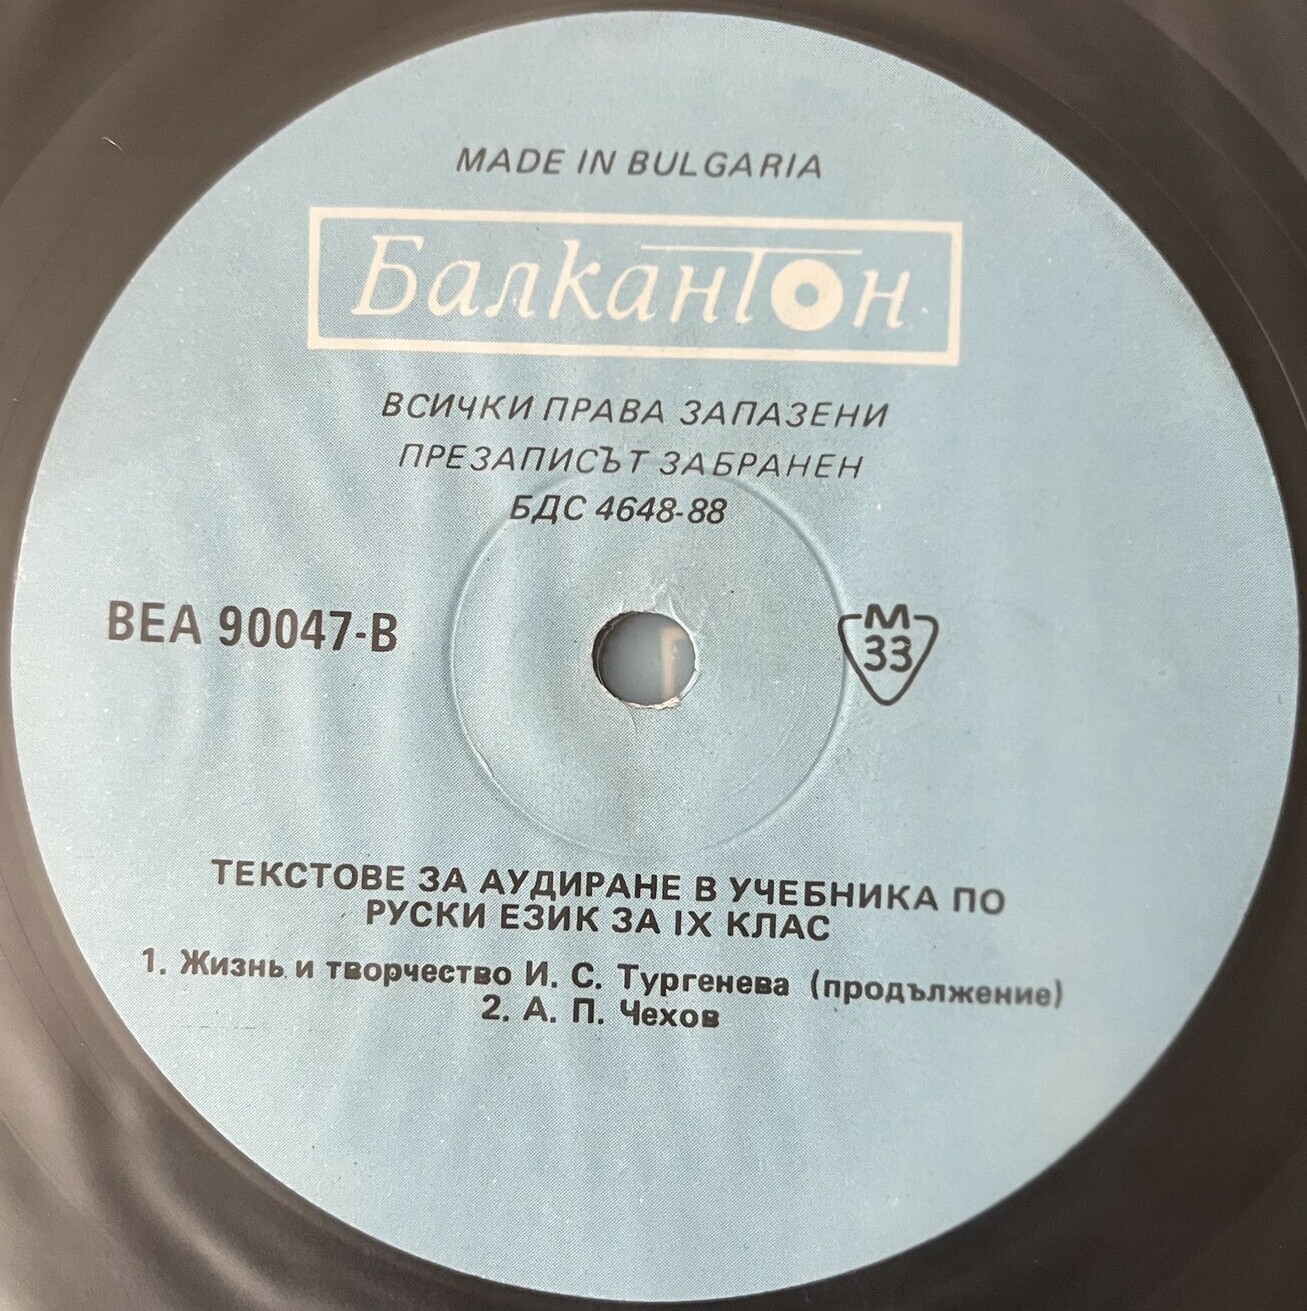 MADE IN BULGARIA
Балкантон
ВСИЧКИ ПРАВА ЗАПАЗЕНИ
ПРЕЗАПИСЪТ ЗАБРАНЕН
БДС 4648-88
ВЕА 90047-В
М
33
ТЕКСТОВЕ ЗА АУДИРАНЕ В УЧЕБНИКА ПО
РУСКИ ЕЗИК ЗА IX КЛАС
1. Жизнь и творчество И. С. Тургенева (продължение)
2. А. П. Чехов